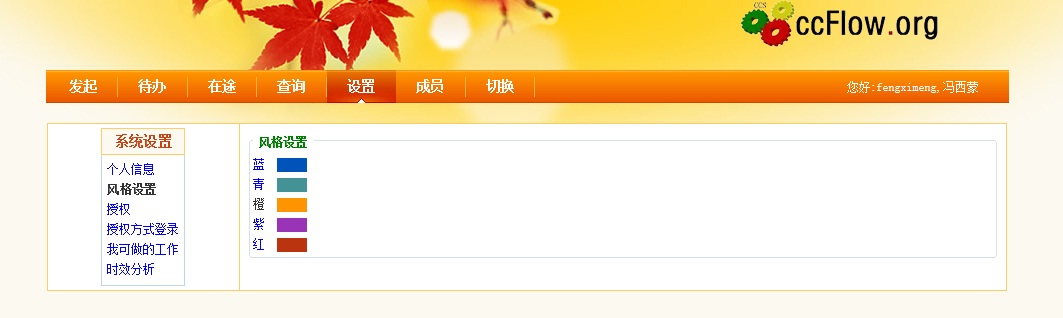 CCS
ccFlow.org
发起 待办 在途 查询 设置 成员 切换 您好:fengximeng,冯西蒙
系统设置
个人信息
风格设置
授权
授权方式登录
我可做的工作
时效分析
风格设置
蓝
青
橙
紫
红